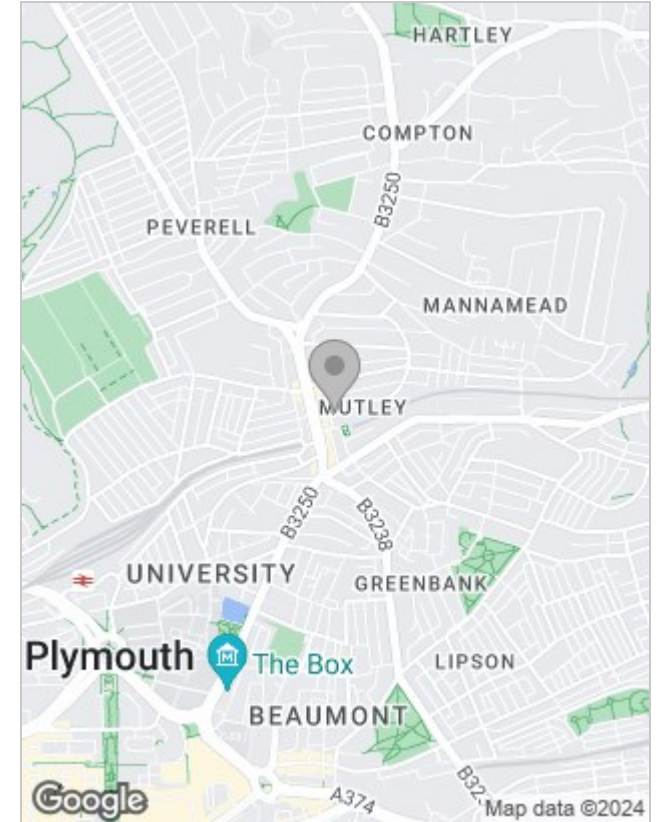 HARTLEY
COMPTON
B3250
PEVERELL
MANNAMEAD
MUTLEY
B3250
B3238
UNIVERSITY
GREENBANK
Plymouth
The Box
LIPSON
BEAUMONT
A374
Google
Map data ©2024